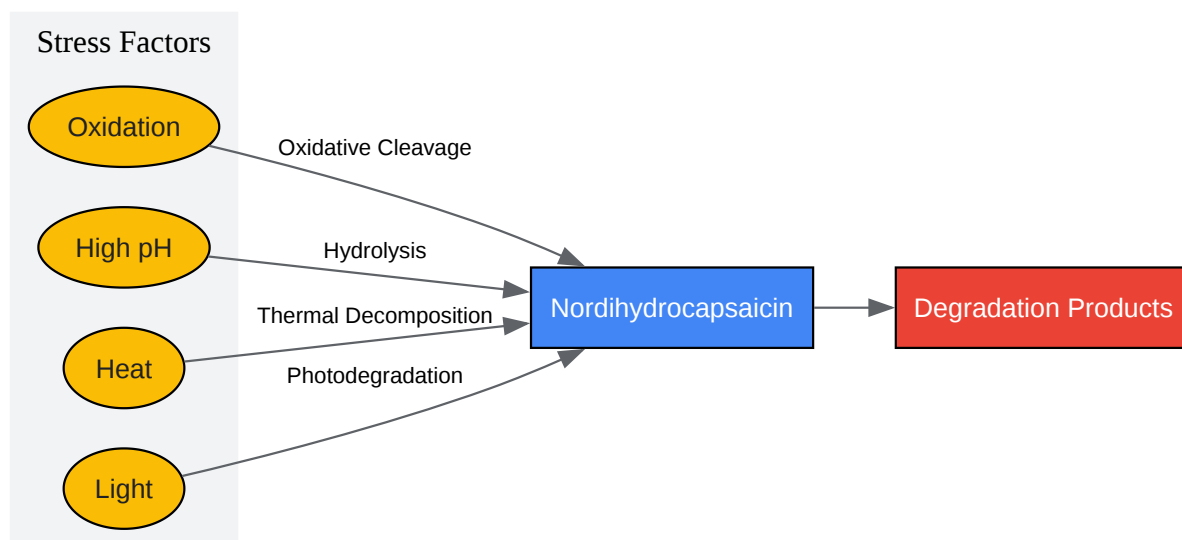 Stress Factors
Oxidation
Oxidative Cleavage
High pH
Hydrolysis
Nordihydrocapsaicin
Degradation Products
Thermal Decomposition
Heat
Photodegradation
Light